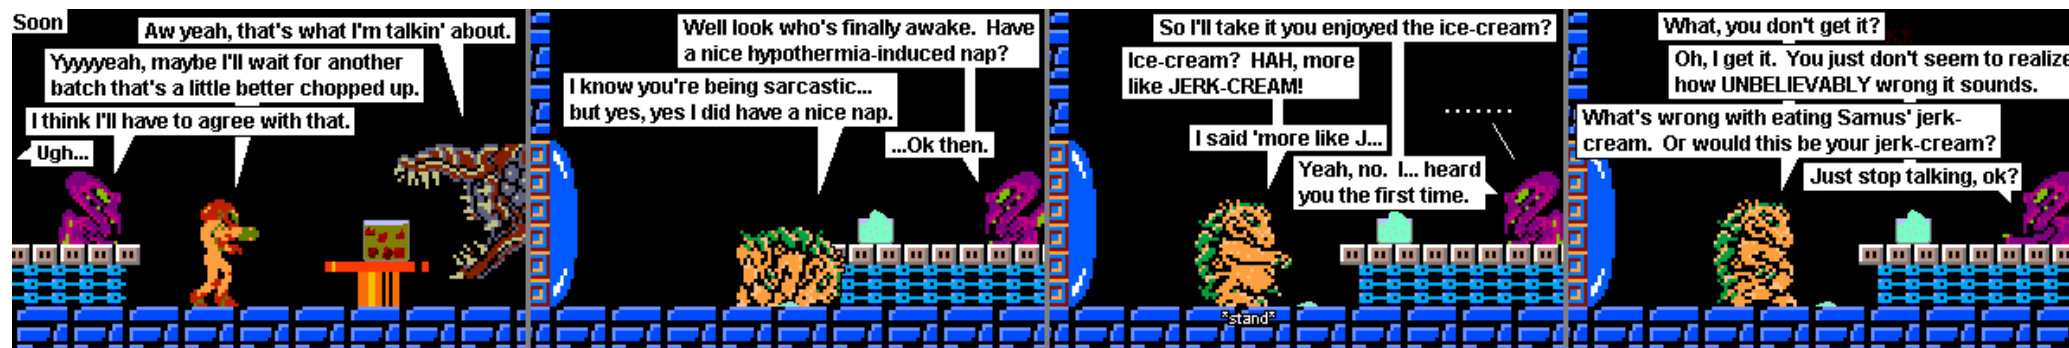 Soon
Aw yeah, that's what I'm talkin' about.
Yyyyyeah, maybe I'll wait for another
batch that's a little better chopped up.
I think I'll have to agree with that.
Ugh...
Well look who's finally awake. Have
a nice hypothermia-induced nap?
I know you're being sarcastic...
but yes, yes I did have a nice nap.
...Ok then.
So I'll take it you enjoyed the ice-cream?
Ice-cream? HAH, more
like JERK-CREAM!
.......
I said 'more like J...
Yeah, no. I... heard
you the first time.
*stand*
What, you don't get it?
Oh, I get it. You just don't seem to realize
how UNBELIEVABLY wrong it sounds.
What's wrong with eating Samus' jerk-
cream. Or would this be your jerk-cream?
Just stop talking, ok?